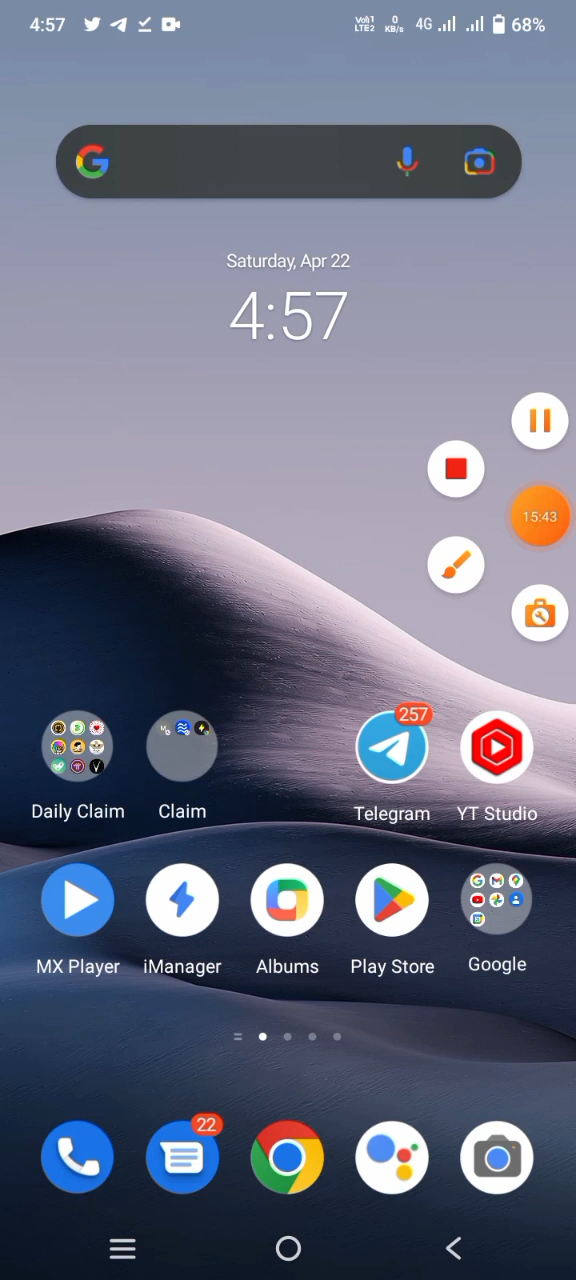 4:57
Vo))1
LTE2
0
KB/s
4G
68%
Saturday, Apr 22
4:57
15:43
257
Daily Claim Claim Telegram YT Studio
MX Player iManager Albums Play Store Google
22